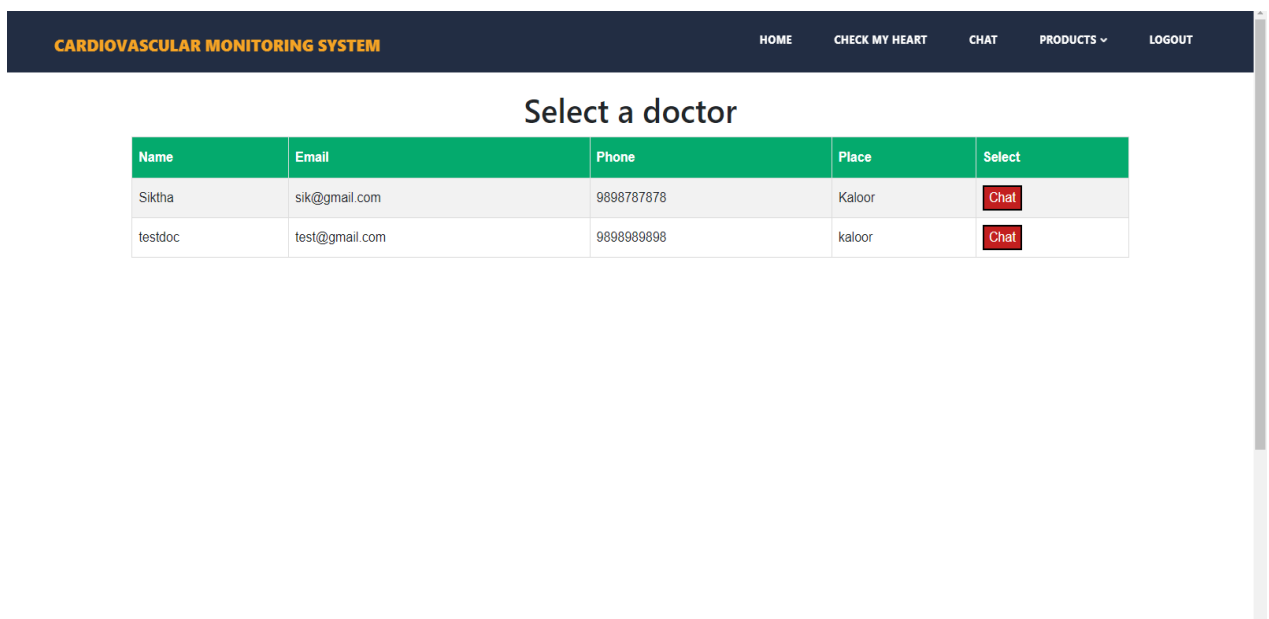 CARDIOVASCULAR MONITORING SYSTEM HOME CHECK MY HEART CHAT PRODUCTS LOGOUT
Select a doctor
Name Email Phone Place Select
Siktha sik@gmail.com 9898787878 Kaloor Chat
testdoc test@gmail.com 9898989898 kaloor Chat